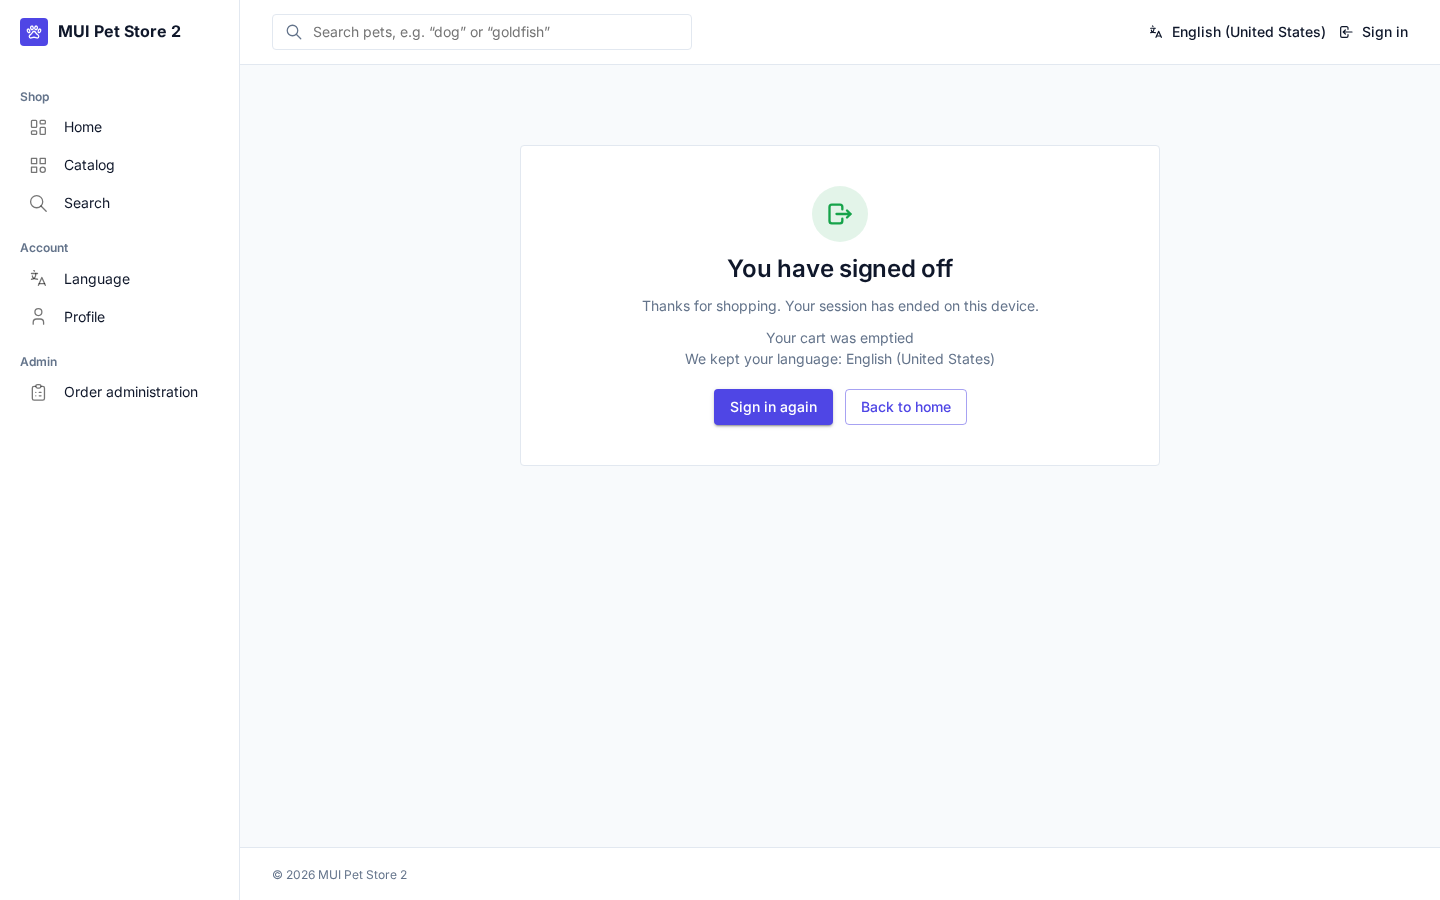 MUI Pet Store 2
Search pets, e.g. “dog” or “goldfish”
English (United States)
Sign in
Shop
Home
Catalog
Search
Account
Language
Profile
Admin
Order administration
You have signed off
Thanks for shopping. Your session has ended on this device.
Your cart was emptied
We kept your language: English (United States)
Sign in again
Back to home
© 2026 MUI Pet Store 2